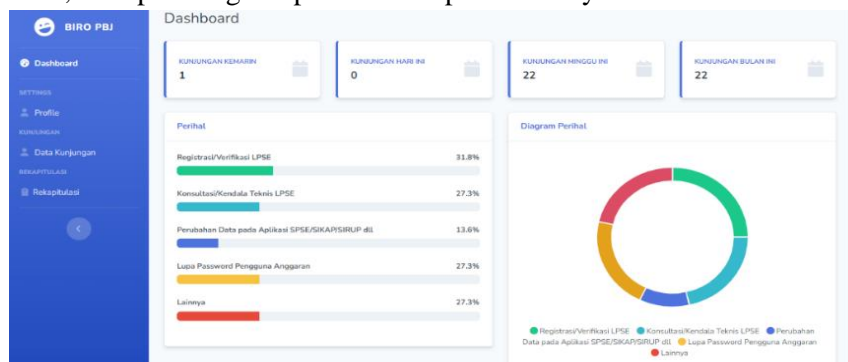 BIRO PBJ
Dashboard
SETTINGS
Profile
KUNJUNGAN
Data Kunjungan
REKAPITULASI
Rekapitulasi
Dashboard
KUNJUNGAN KEMARIN
1
KUNJUNGAN HARI INI
0
KUNJUNGAN MINGGU INI
22
KUNJUNGAN BULAN INI
22
Perihal
Registrasi/Verifikasi LPSE 31.8%
Konsultasi/Kendala Teknis LPSE 27.3%
Perubahan Data pada Aplikasi SPSE/SIKAP/SIRUP dll 13.6%
Lupa Password Pengguna Anggaran 27.3%
Lainnya 27.3%
Diagram Perihal
Registrasi/Verifikasi LPSE Konsultasi/Kendala Teknis LPSE Perubahan
Data pada Aplikasi SPSE/SIKAP/SIRUP dll Lupa Password Pengguna Anggaran
Lainnya